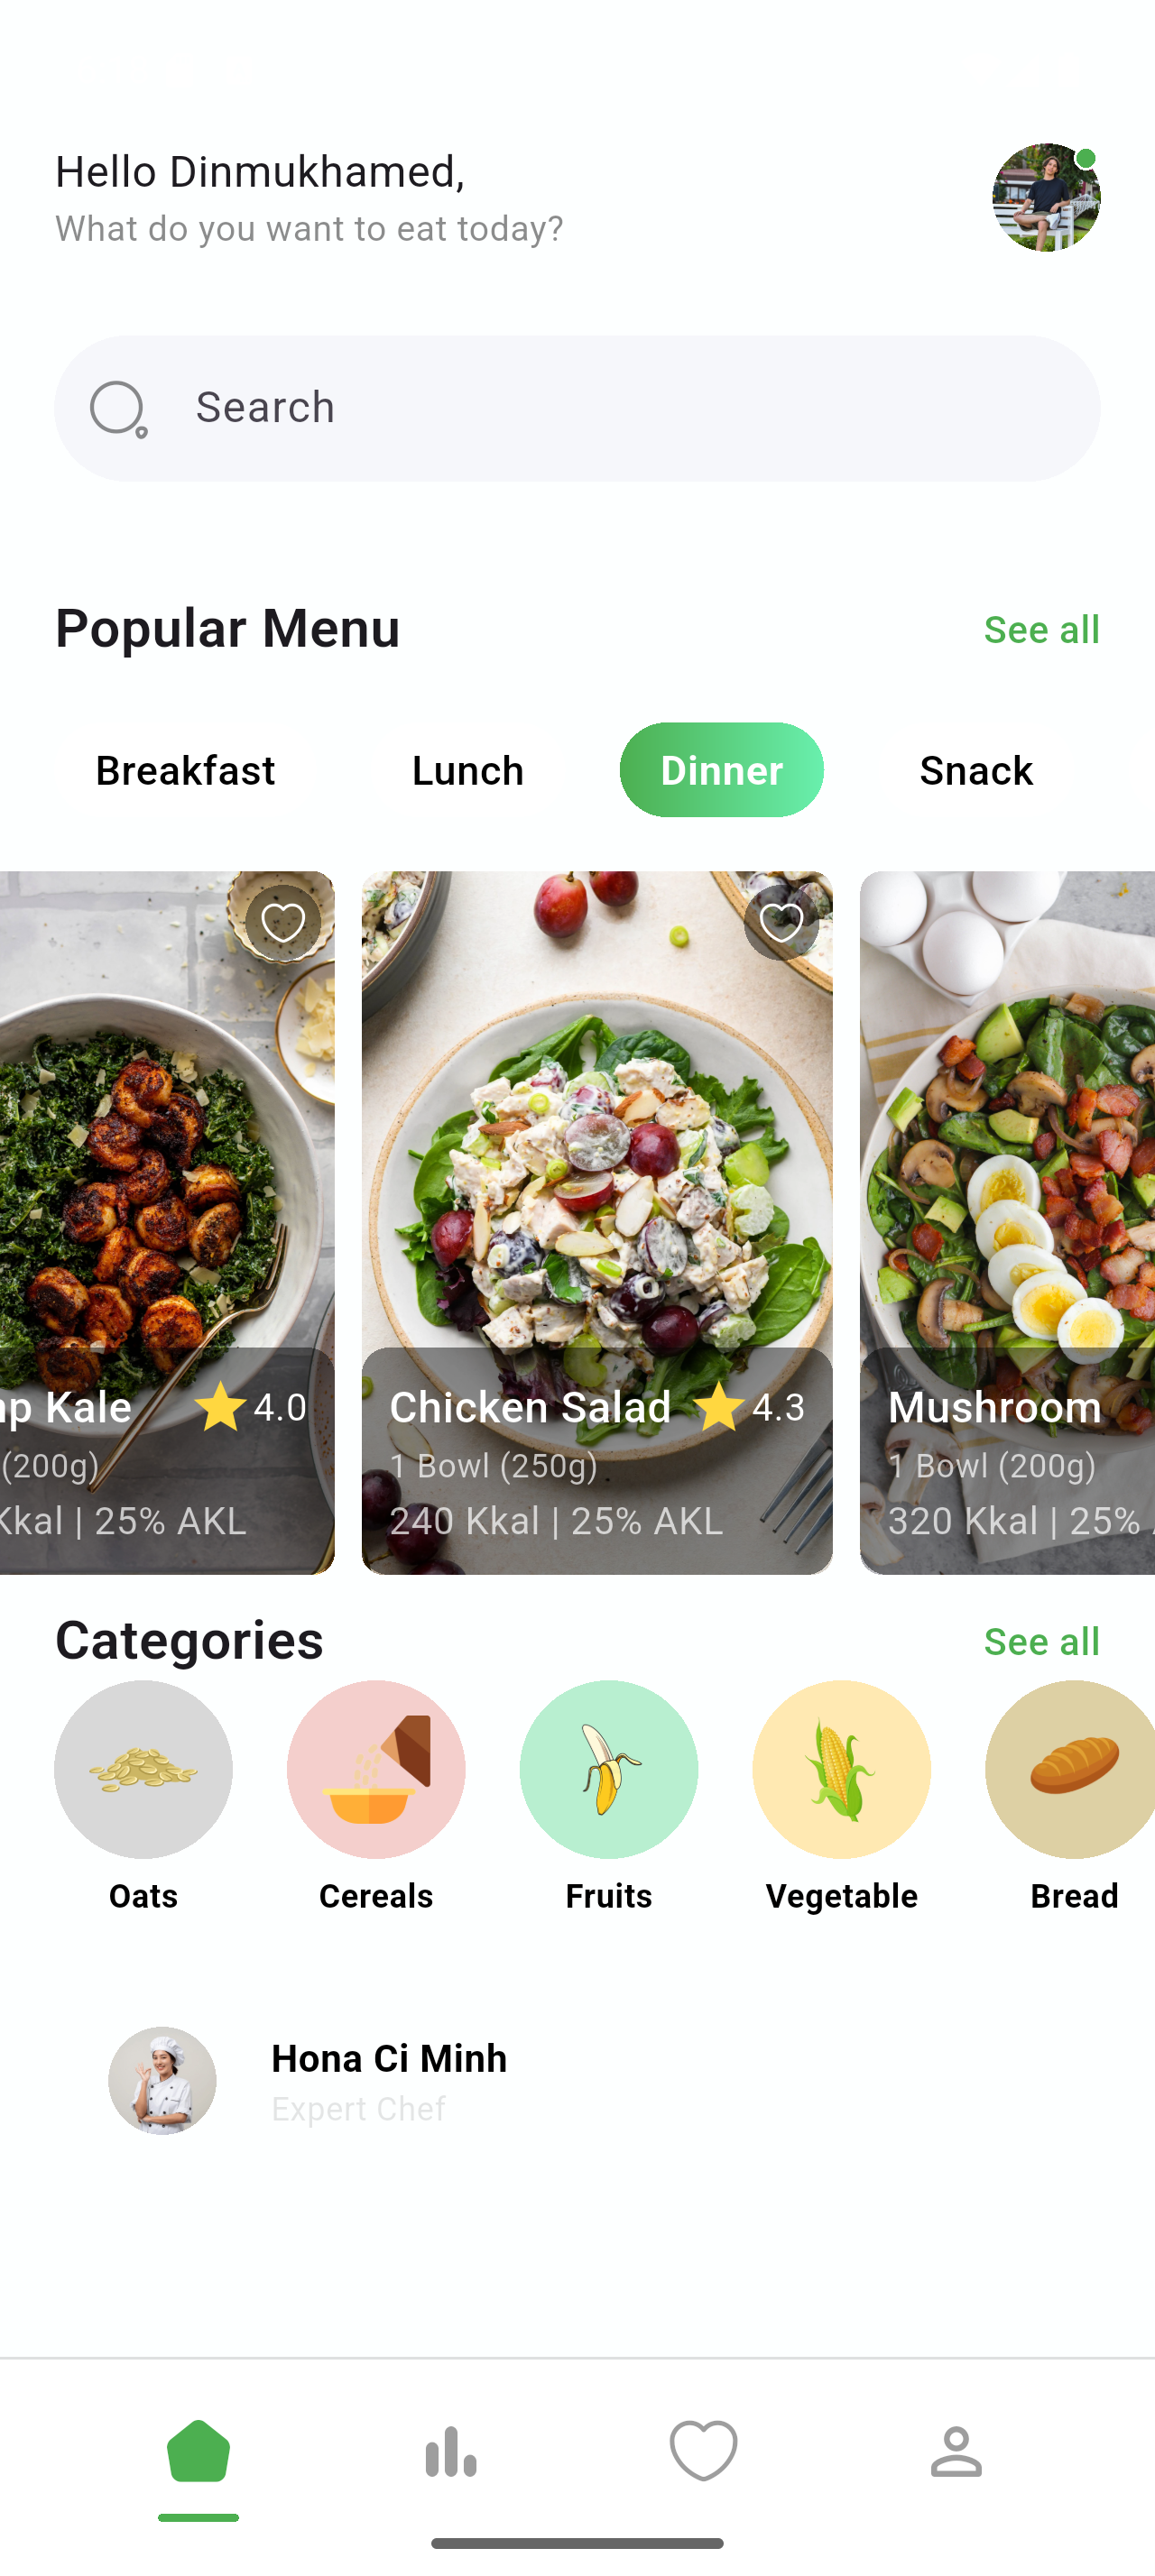 Hello Dinmukhamed,
What do you want to eat today?
Search
Popular Menu
See all
Breakfast
Lunch
Dinner
Snack
Kale
4.0
(200g)
Kkal | 25% AKL
Chicken Salad
4.3
1 Bowl (250g)
240 Kkal | 25% AKL
Mushroom
1 Bowl (200g)
320 Kkal | 25%
Categories
See all
Oats
Cereals
Fruits
Vegetable
Bread
Hona Ci Minh
Expert Chef